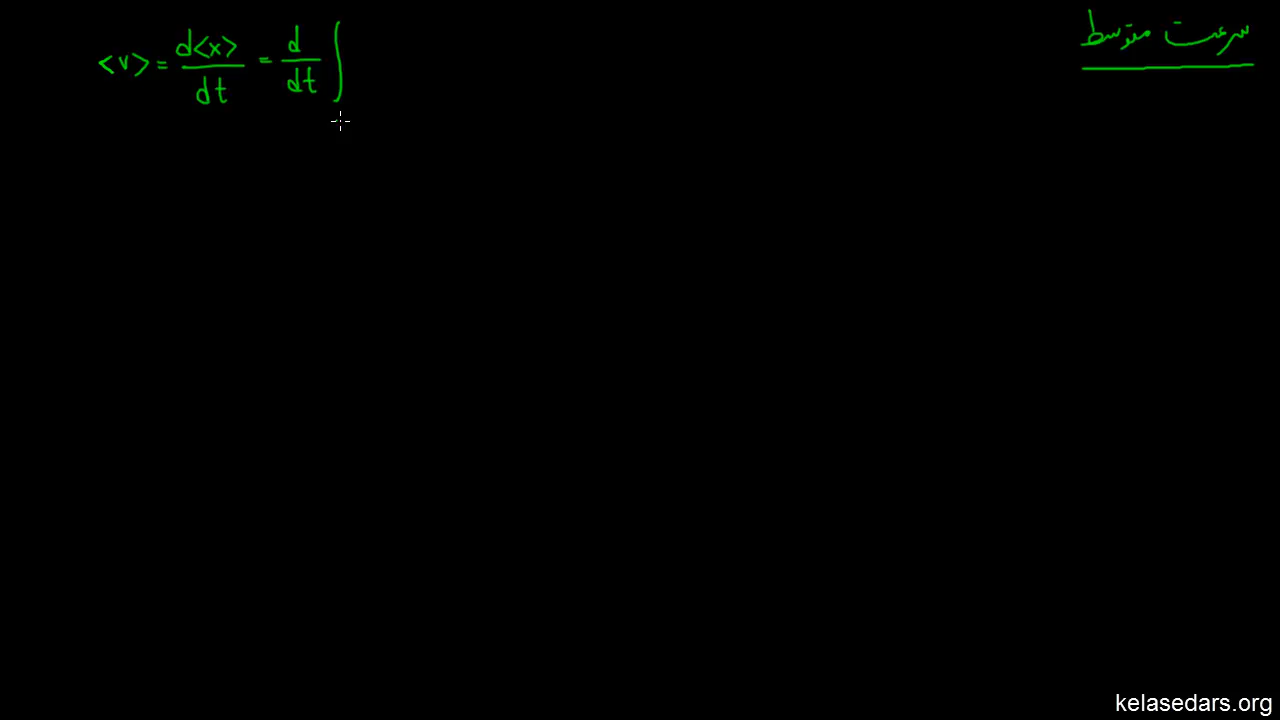 سرعت متوسط
<v> = d<x>/dt = d/dt ∫
kelasedars.org